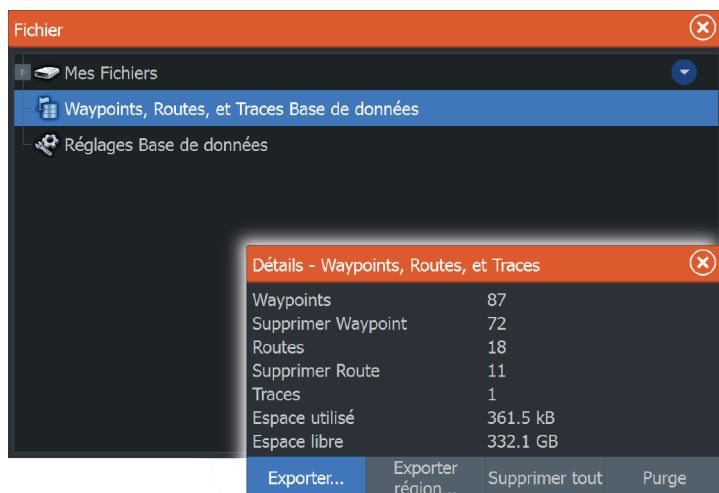 Fichier
Mes Fichiers
Waypoints, Routes, et Traces Base de données
Réglages Base de données
Détails - Waypoints, Routes, et Traces
Waypoints 87
Supprimer Waypoint 72
Routes 18
Supprimer Route 11
Traces 1
Espace utilisé 361.5 kB
Espace libre 332.1 GB
Exporter...
Exporter
région...
Supprimer tout
Purge